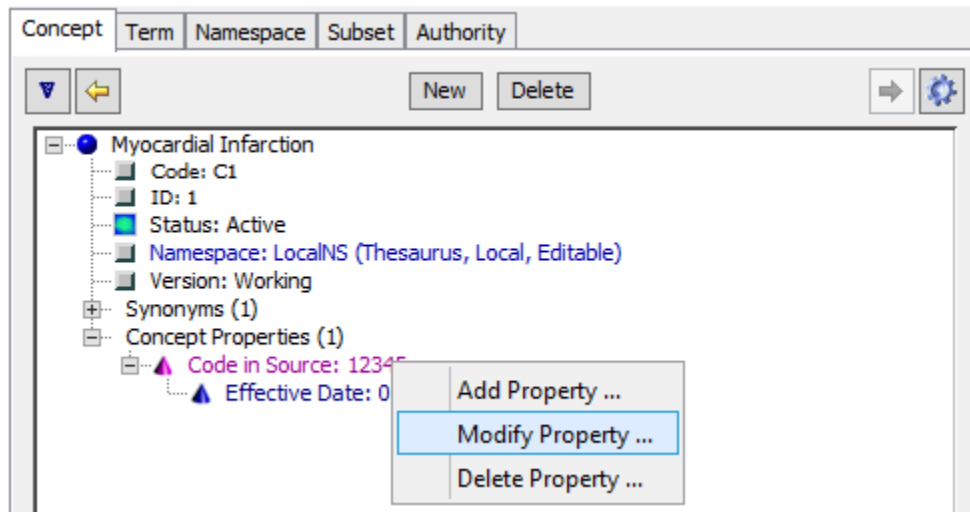 Concept Term Namespace Subset Authority
New Delete
Myocardial Infarction
Code: C1
ID: 1
Status: Active
Namespace: LocalNS (Thesaurus, Local, Editable)
Version: Working
Synonyms (1)
Concept Properties (1)
Code in Source: 12345
Effective Date: 0
Add Property ...
Modify Property ...
Delete Property ...